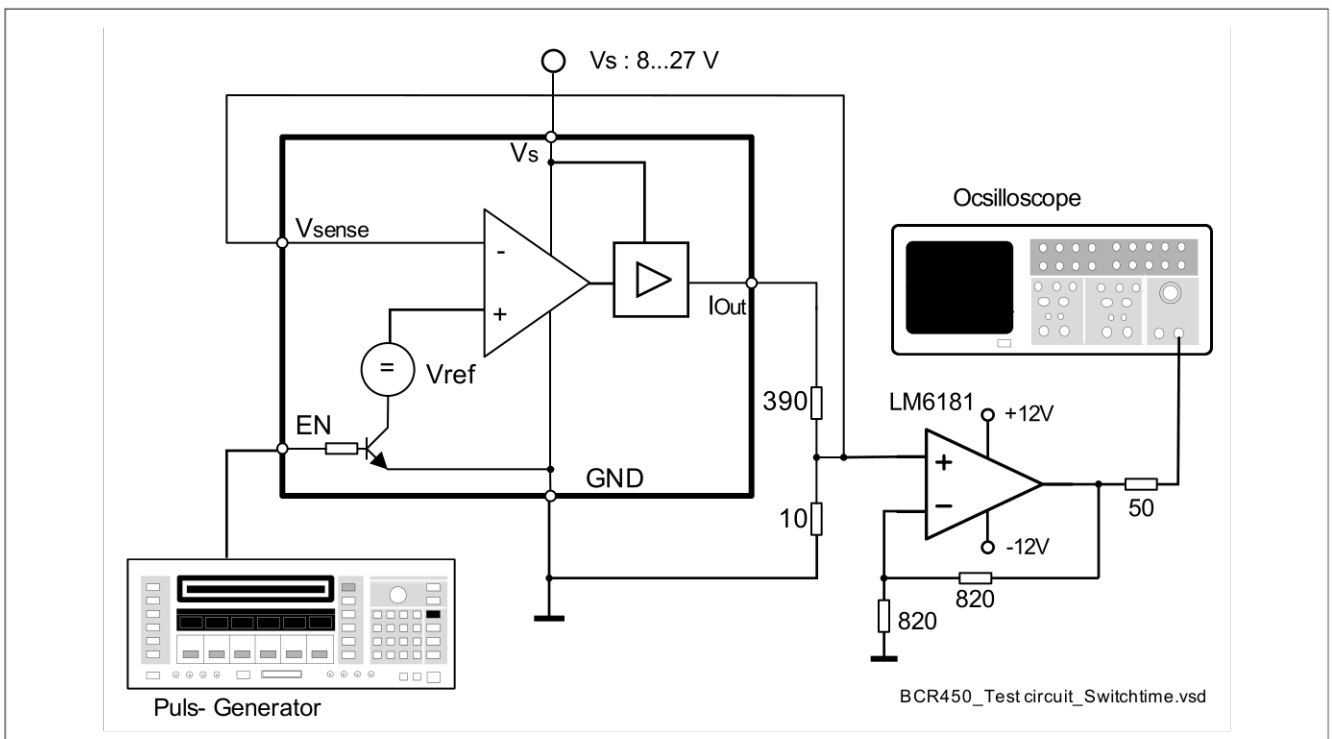 Vs : 8...27 V
Vs
Vsense
-
+
IOut
=
Vref
EN
GND
390
10
Ocsilloscope
LM6181
+12V
+
-12V
50
820
820
Puls- Generator
BCR450_Test circuit_Switchtime.vsd